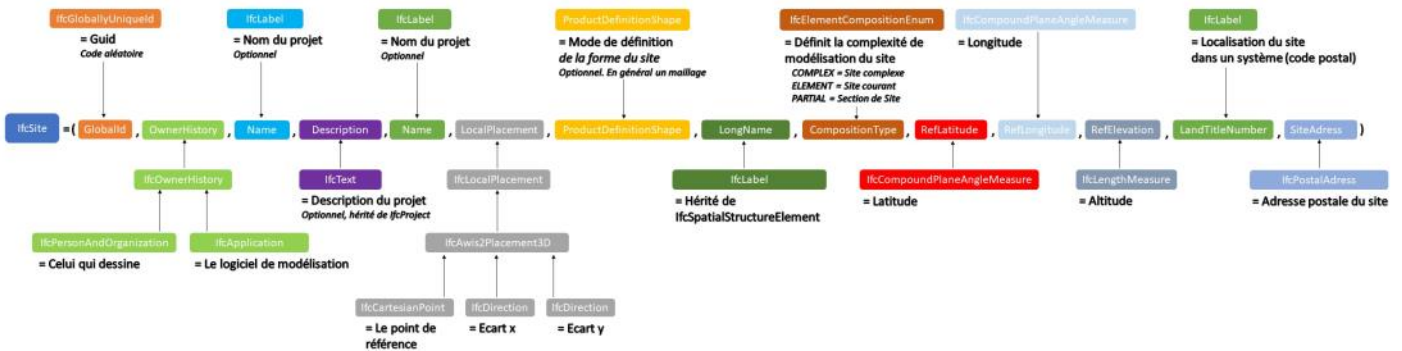 IfcGloballyUniqueId
IfcLabel
IfcLabel
ProductDefinitionShape
IfcElementCompositionEnum
IfcCompoundPlaneAngleMeasure
IfcLabel
= Guid
Code aléatoire
= Nom du projet
Optionnel
= Nom du projet
Optionnel
= Mode de définition
de la forme du site
Optionnel. En général un maillage
= Définit la complexité de
modélisation du site
COMPLEX = Site complexe
ELEMENT = Site courant
PARTIAL = Section de Site
= Longitude
= Localisation du site
dans un système (code postal)
IfcSite =( GlobalId , OwnerHistory , Name , Description , Name , LocalPlacement , ProductDefinitionShape , LongName , CompositionType , RefLatitude , RefLongitude , RefElevation , LandTitleNumber , SiteAdress )
IfcOwnerHistory
IfcText
IfcLocalPlacement
IfcLabel
IfcCompoundPlaneAngleMeasure
IfcLengthMeasure
IfcPostalAdress
= Description du projet
Optionnel, hérité de IfcProject
= Hérité de
IfcSpatialStructureElement
= Latitude
= Altitude
= Adresse postale du site
IfcPersonAndOrganization
IfcApplication
IfcAwis2Placement3D
= Celui qui dessine
= Le logiciel de modélisation
IfcCartesianPoint
IfcDirection
IfcDirection
= Le point de
référence
= Ecart x
= Ecart y